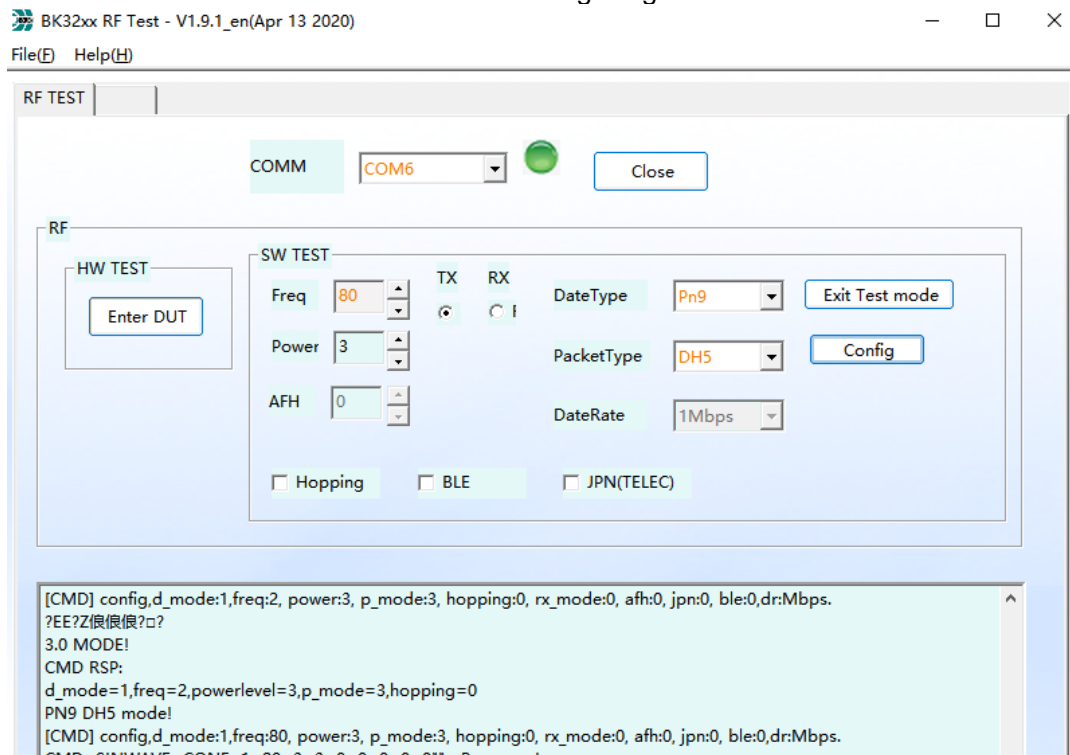 BK32xx RF Test - V1.9.1_en(Apr 13 2020)
File(F) Help(H)
RF TEST
COMM COM6 Close
RF
HW TEST
Enter DUT
SW TEST
Freq 80 TX RX DateType Pn9 Exit Test mode
Power 3 PacketType DH5 Config
AFH 0 DateRate 1Mbps
Hopping BLE JPN(TELEC)
[CMD] config,d_mode:1,freq:2, power:3, p_mode:3, hopping:0, rx_mode:0, afh:0, jpn:0, ble:0,dr:Mbps.
?EE?Z俍俍俍?□?
3.0 MODE!
CMD RSP:
d_mode=1,freq=2,powerlevel=3,p_mode=3,hopping=0
PN9 DH5 mode!
[CMD] config,d_mode:1,freq:80, power:3, p_mode:3, hopping:0, rx_mode:0, afh:0, jpn:0, ble:0,dr:Mbps.